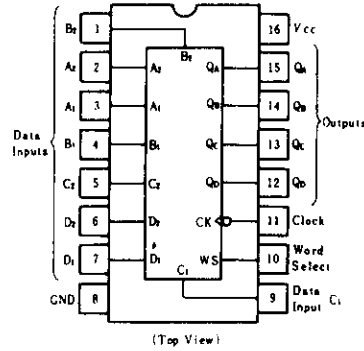 B₂ 1 16 Vcc
A₂ 2 A₂ B₂ QA 15 QA
A₁ 3 A₁ QB 14 QB
Data Inputs B₁ 4 B₁ QC 13 QC Outputs
C₂ 5 C₂ QD 12 QD
D₂ 6 D₂ CK 11 Clock
D₁ 7 D₁ WS 10 Word Select
GND 8 C₁ 9 Data Input C₁
(Top View)